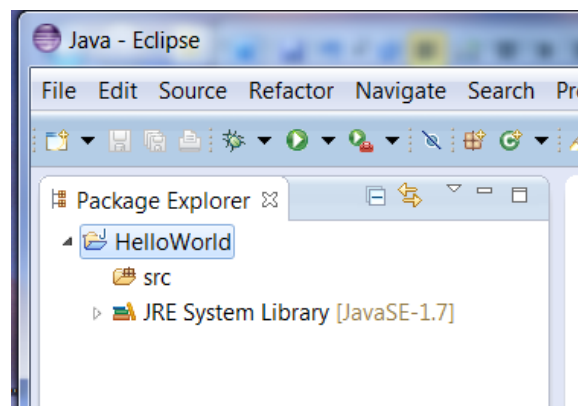 Java - Eclipse
File Edit Source Refactor Navigate Search
Package Explorer
HelloWorld
src
JRE System Library [JavaSE-1.7]